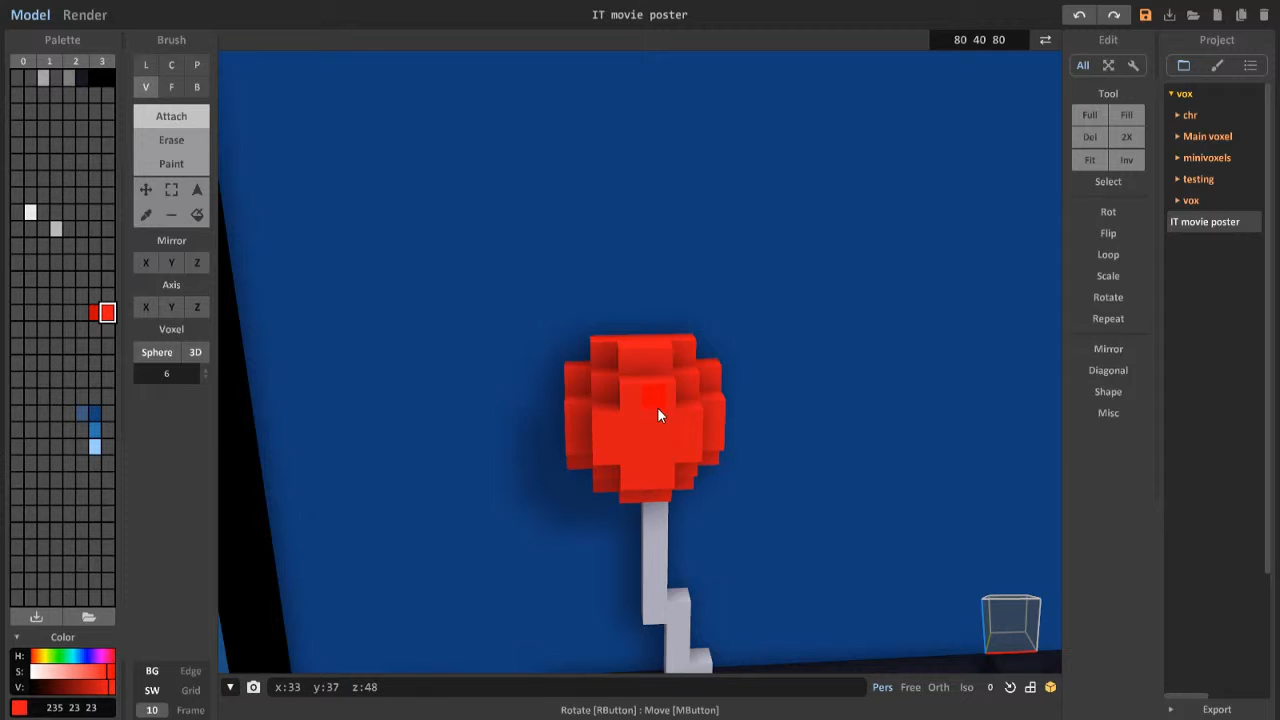 Model Render IT movie poster
Palette Brush 80 40 80 Edit Project
0 1 2 3
L C P
V F B
Attach
Erase
Paint
Mirror
X Y Z
Axis
X Y Z
Voxel
Sphere 3D
6
Color
H:
S:
V:
235 23 23
BG Edge
SW Grid
10 Frame
x:33 y:37 z:48
Pers Free Orth Iso 0
Rotate [RButton] : Move [MButton]
All
Tool
Full Fill
Del 2X
Fit Inv
Select
Rot
Flip
Loop
Scale
Rotate
Repeat
Mirror
Diagonal
Shape
Misc
vox
chr
Main voxel
minivoxels
testing
vox
IT movie poster
Export